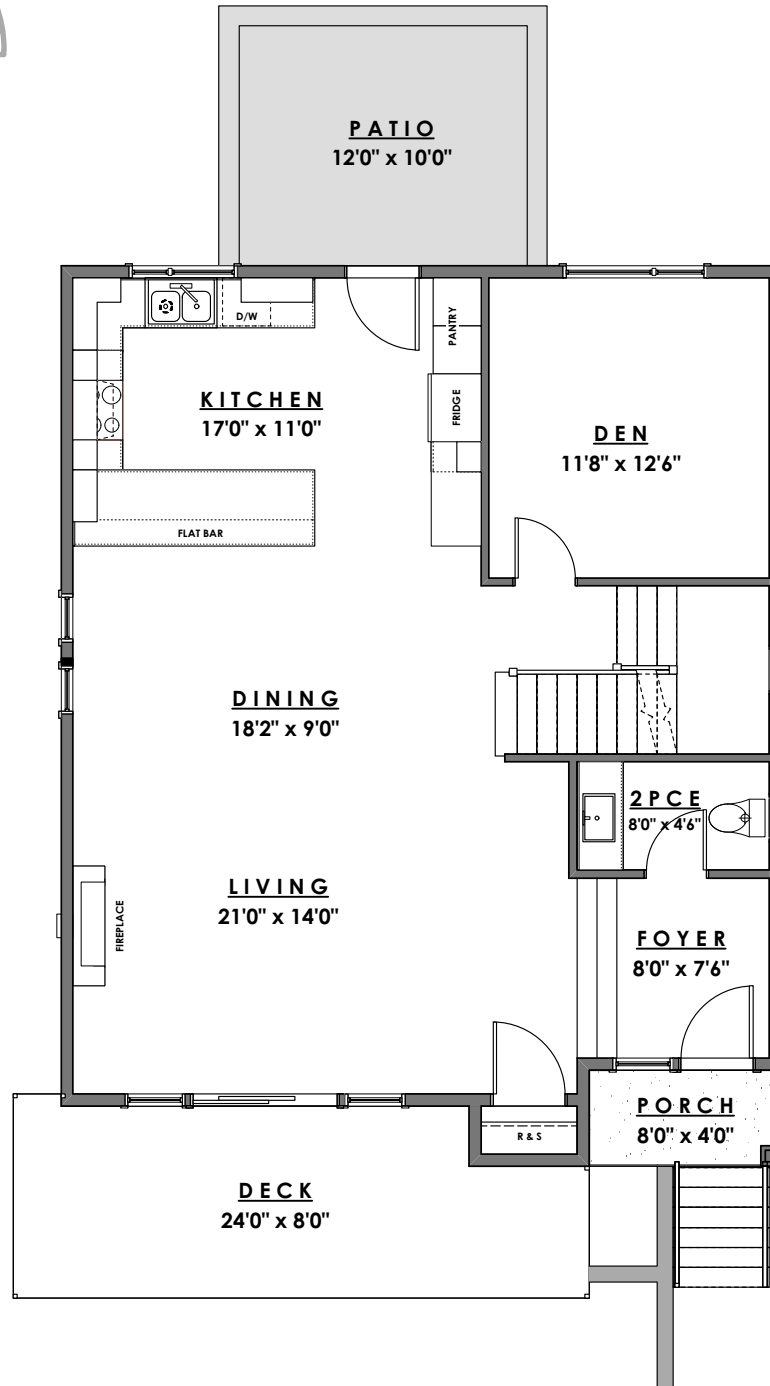 PATIO
12'0" x 10'0"
D/W
PANTRY
KITCHEN
17'0" x 11'0"
FRIDGE
DEN
11'8" x 12'6"
FLAT BAR
DINING
18'2" x 9'0"
2PCE
8'0" x 4'6"
LIVING
21'0" x 14'0"
FIREPLACE
FOYER
8'0" x 7'6"
PORCH
8'0" x 4'0"
R & S
DECK
24'0" x 8'0"